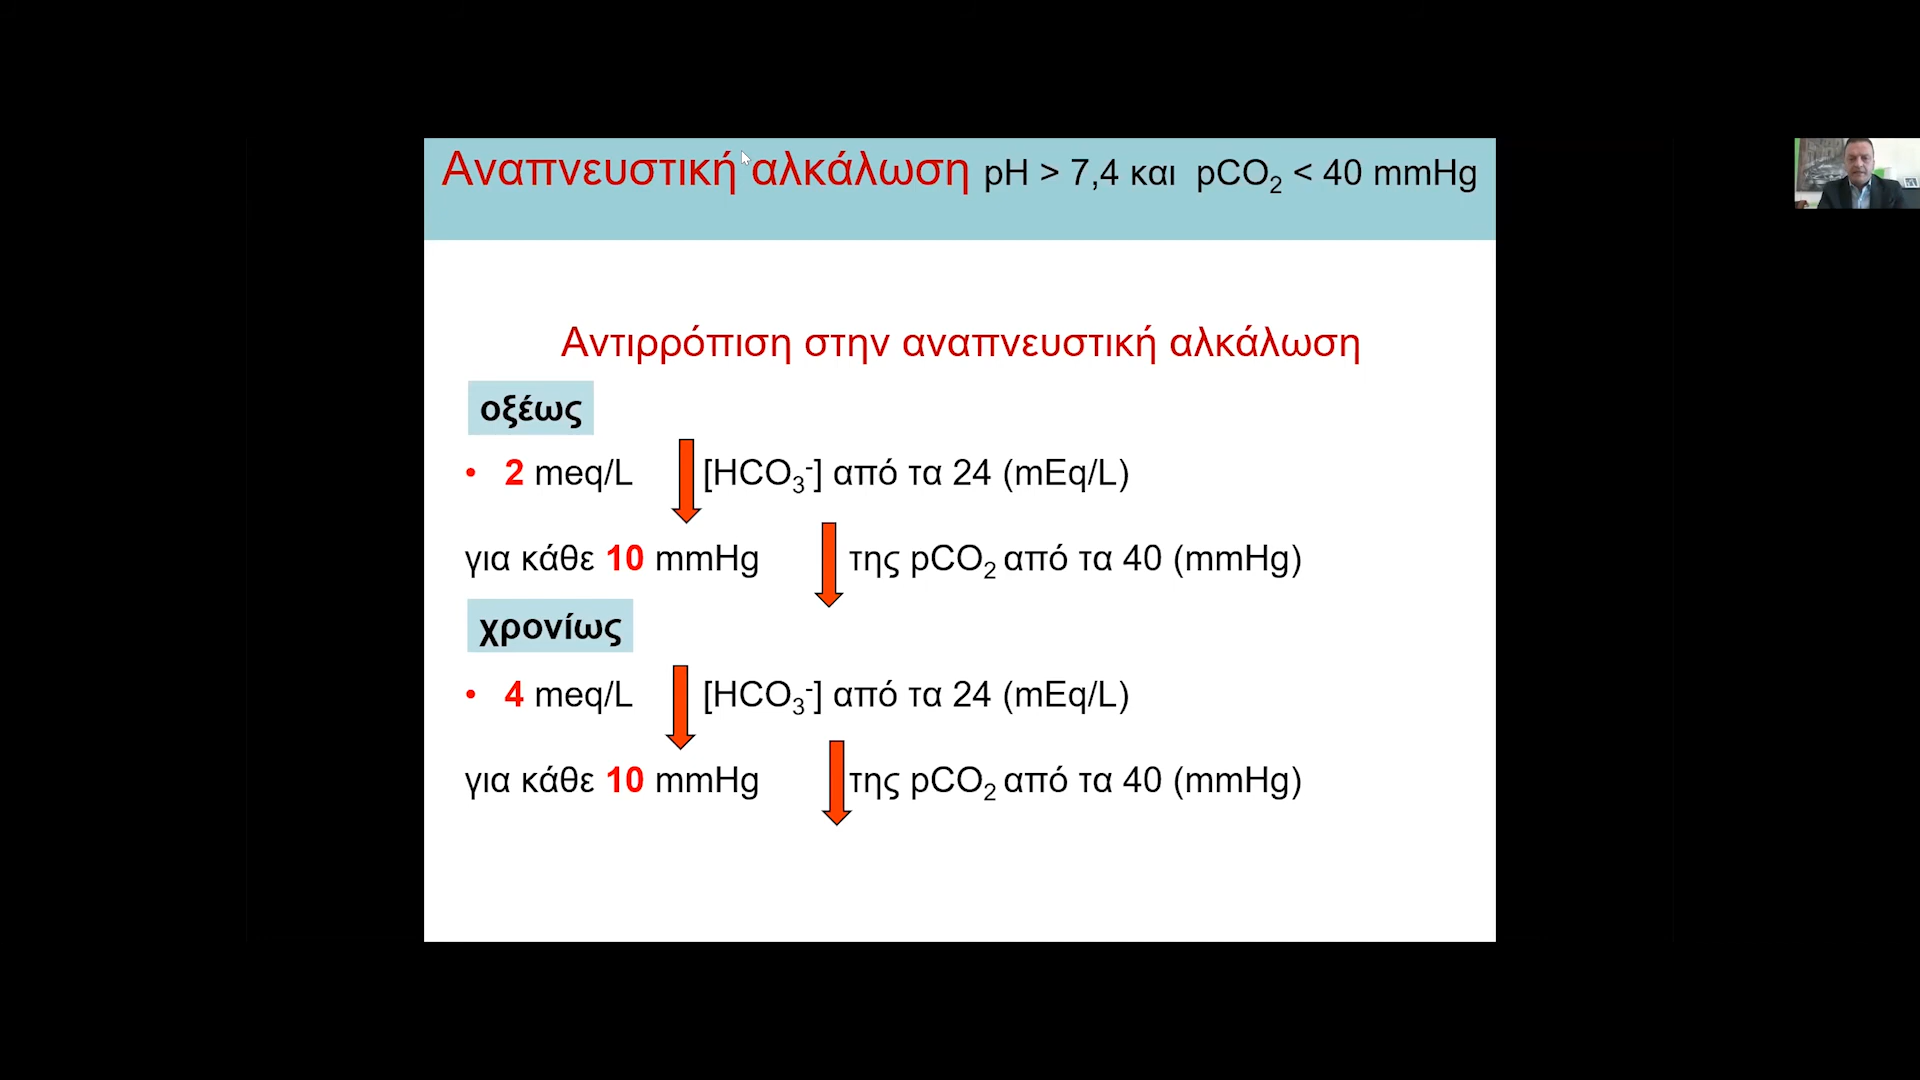 Αναπνευστική αλκάλωση pH > 7,4 και pCO₂ < 40 mmHg
Αντιρρόπιση στην αναπνευστική αλκάλωση
οξέως
• 2 meq/L [HCO₃⁻] από τα 24 (mEq/L)
για κάθε 10 mmHg της pCO₂ από τα 40 (mmHg)
χρονίως
• 4 meq/L [HCO₃⁻] από τα 24 (mEq/L)
για κάθε 10 mmHg της pCO₂ από τα 40 (mmHg)